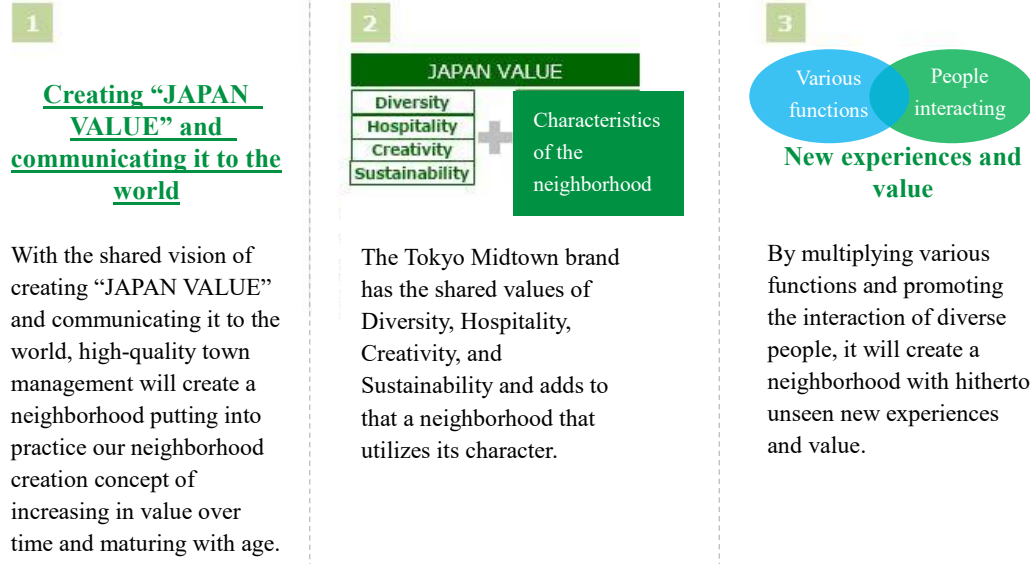 1
Creating “JAPAN
VALUE” and
communicating it to the
world
With the shared vision of
creating “JAPAN VALUE”
and communicating it to the
world, high-quality town
management will create a
neighborhood putting into
practice our neighborhood
creation concept of
increasing in value over
time and maturing with age.
2
JAPAN VALUE
Diversity
Hospitality
Creativity
Sustainability
Characteristics
of the
neighborhood
The Tokyo Midtown brand
has the shared values of
Diversity, Hospitality,
Creativity, and
Sustainability and adds to
that a neighborhood that
utilizes its character.
3
Various
functions
People
interacting
New experiences and
value
By multiplying various
functions and promoting
the interaction of diverse
people, it will create a
neighborhood with hitherto
unseen new experiences
and value.